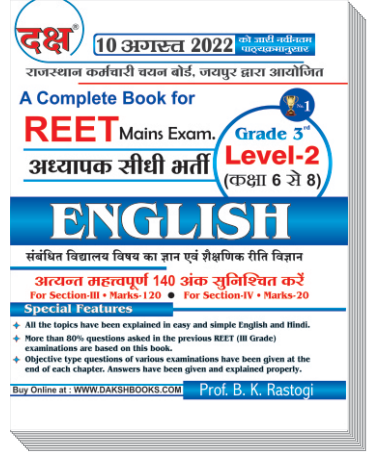 दक्ष®
10 अगस्त 2022 को जारी नवीनतम
पाठ्यक्रमानुसार
राजस्थान कर्मचारी चयन बोर्ड, जयपुर द्वारा आयोजित
A Complete Book for
REET Mains Exam.
अध्यापक सीधी भर्ती
No 1
Grade 3rd
Level-2
(कक्षा 6 से 8)
ENGLISH
संबंधित विद्यालय विषय का ज्ञान एवं शैक्षणिक रीति विज्ञान
अत्यन्त महत्वपूर्ण 140 अंक सुनिश्चित करें
For Section-III • Marks-120 ● For Section-IV • Marks-20
Special Features
All the topics have been explained in easy and simple English and Hindi.
More than 80% questions asked in the previous REET (III Grade)
examinations are based on this book.
Objective type questions of various examinations have been given at the
end of each chapter. Answers have been given and explained properly.
Buy Online at : WWW.DAKSHBOOKS.COM
Prof. B. K. Rastogi